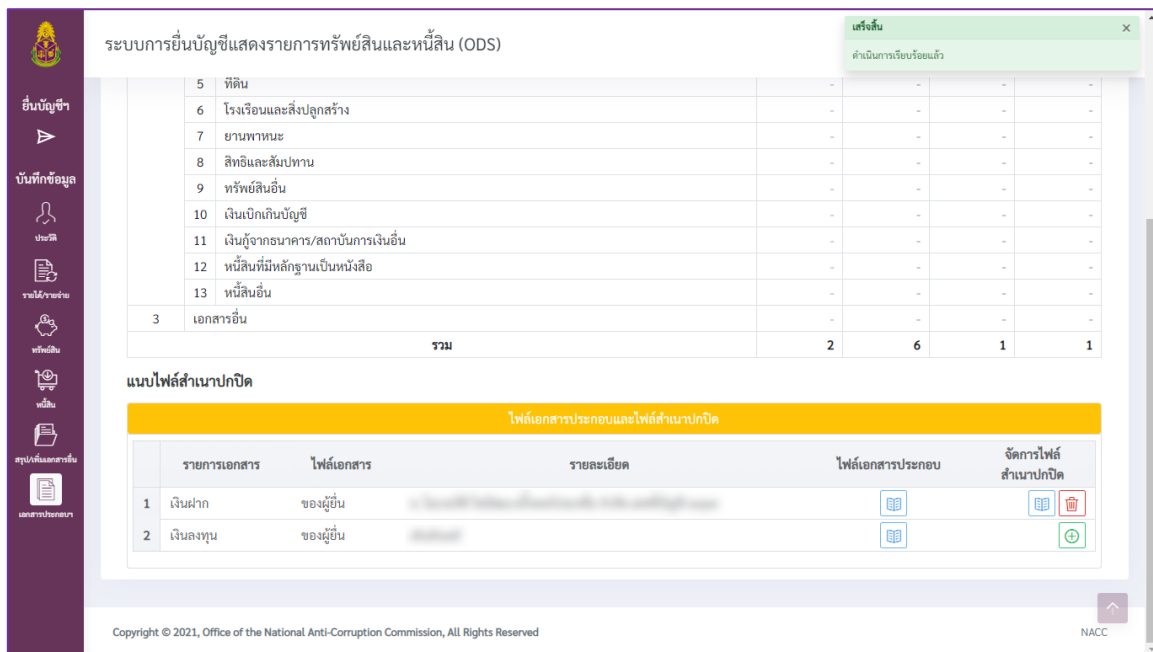 ระบบการยื่นบัญชีแสดงรายการทรัพย์สินและหนี้สิน (ODS)
เสร็จสิ้น
ดำเนินการเรียบร้อยแล้ว
ยื่นบัญชีฯ
บันทึกข้อมูล
ประวัติ
รายได้/รายจ่าย
ทรัพย์สิน
หนี้สิน
สรุป/เพิ่มเอกสารอื่น
เอกสารประกอบฯ
5 ที่ดิน - - - -
6 โรงเรือนและสิ่งปลูกสร้าง - - - -
7 ยานพาหนะ - - - -
8 สิทธิและสัมปทาน - - - -
9 ทรัพย์สินอื่น - - - -
10 เงินเบิกเกินบัญชี - - - -
11 เงินกู้จากธนาคาร/สถาบันการเงินอื่น - - - -
12 หนี้สินที่มีหลักฐานเป็นหนังสือ - - - -
13 หนี้สินอื่น - - - -
3 เอกสารอื่น - - - -
รวม 2 6 1 1
แนบไฟล์สำเนาปกปิด
ไฟล์เอกสารประกอบและไฟล์สำเนาปกปิด
รายการเอกสาร ไฟล์เอกสาร รายละเอียด ไฟล์เอกสารประกอบ จัดการไฟล์
สำเนาปกปิด
1 เงินฝาก ของผู้ยื่น
2 เงินลงทุน ของผู้ยื่น
Copyright © 2021, Office of the National Anti-Corruption Commission, All Rights Reserved NACC